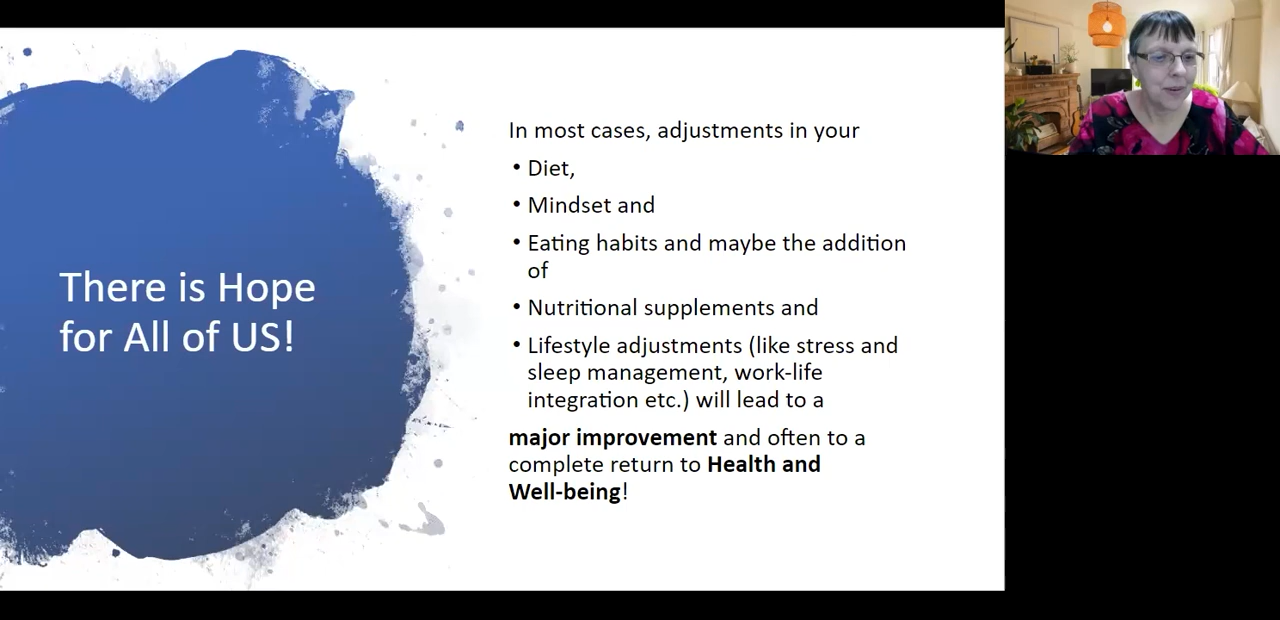 There is Hope
for All of US!
In most cases, adjustments in your
• Diet,
• Mindset and
• Eating habits and maybe the addition
of
• Nutritional supplements and
• Lifestyle adjustments (like stress and
sleep management, work-life
integration etc.) will lead to a
major improvement and often to a
complete return to Health and
Well-being!